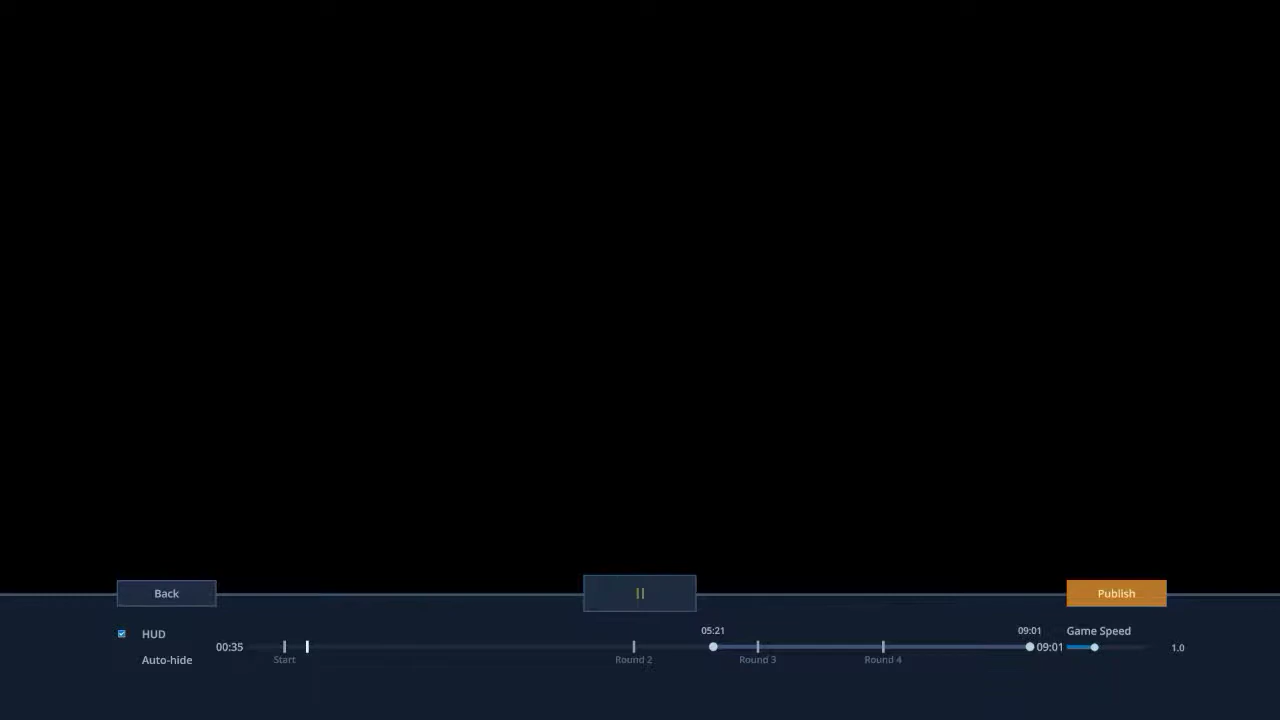 Back
Publish
HUD
05:21
09:01
Game Speed
00:35
09:01
1.0
Auto-hide
Start
Round 2
Round 3
Round 4